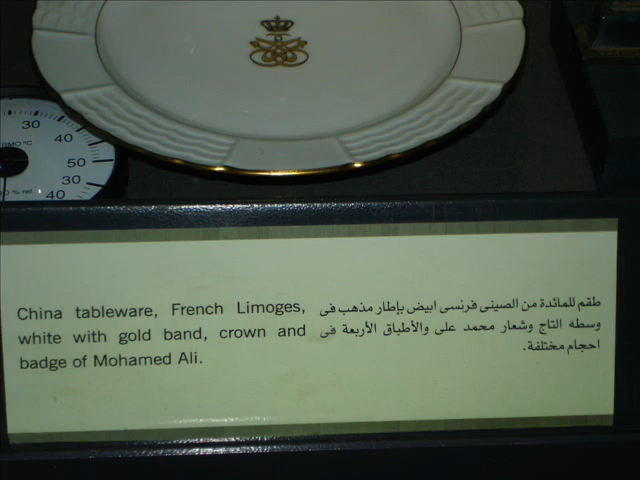 30
40
50
30
40
China tableware, French Limoges,
white with gold band, crown and
badge of Mohamed Ali.
طقم للمائدة من الصينى فرنسى ابيض بإطار مذهب فى
وسطه التاج وشعار محمد على والأطباق الأربعة فى
احجام مختلفة.